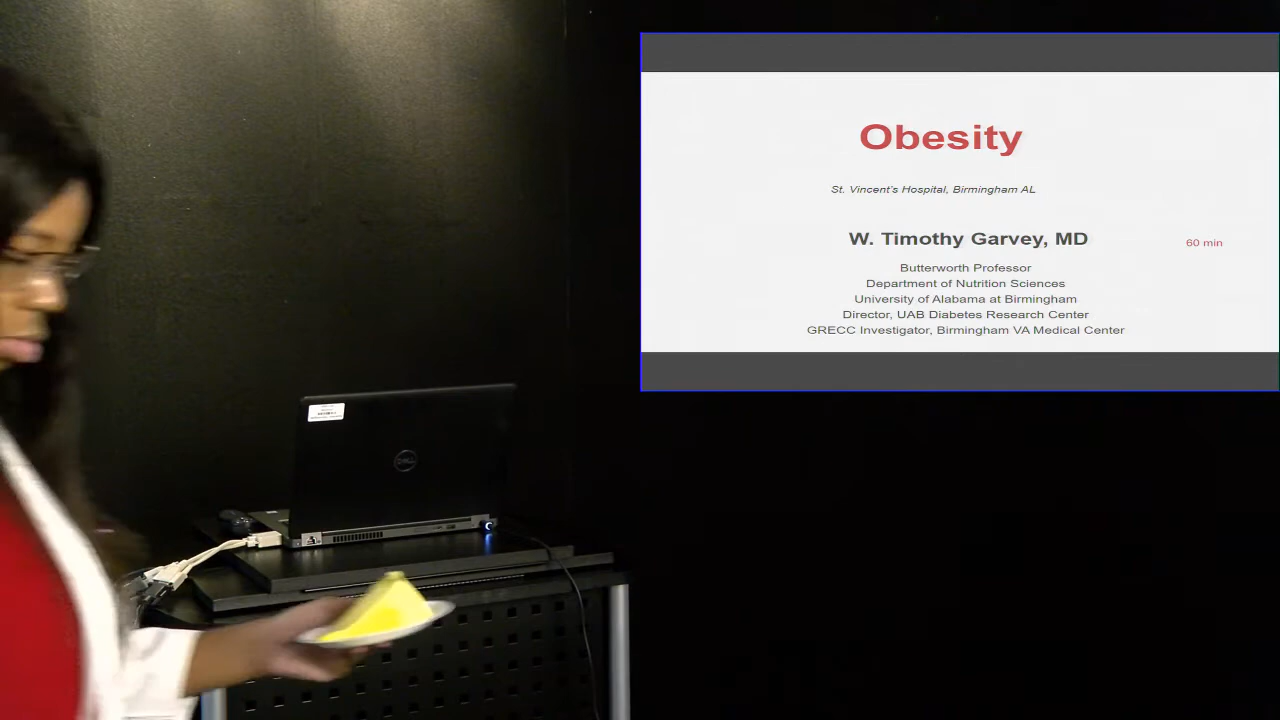 Obesity
St. Vincent's Hospital, Birmingham AL
W. Timothy Garvey, MD
60 min
Butterworth Professor
Department of Nutrition Sciences
University of Alabama at Birmingham
Director, UAB Diabetes Research Center
GRECC Investigator, Birmingham VA Medical Center
DELL